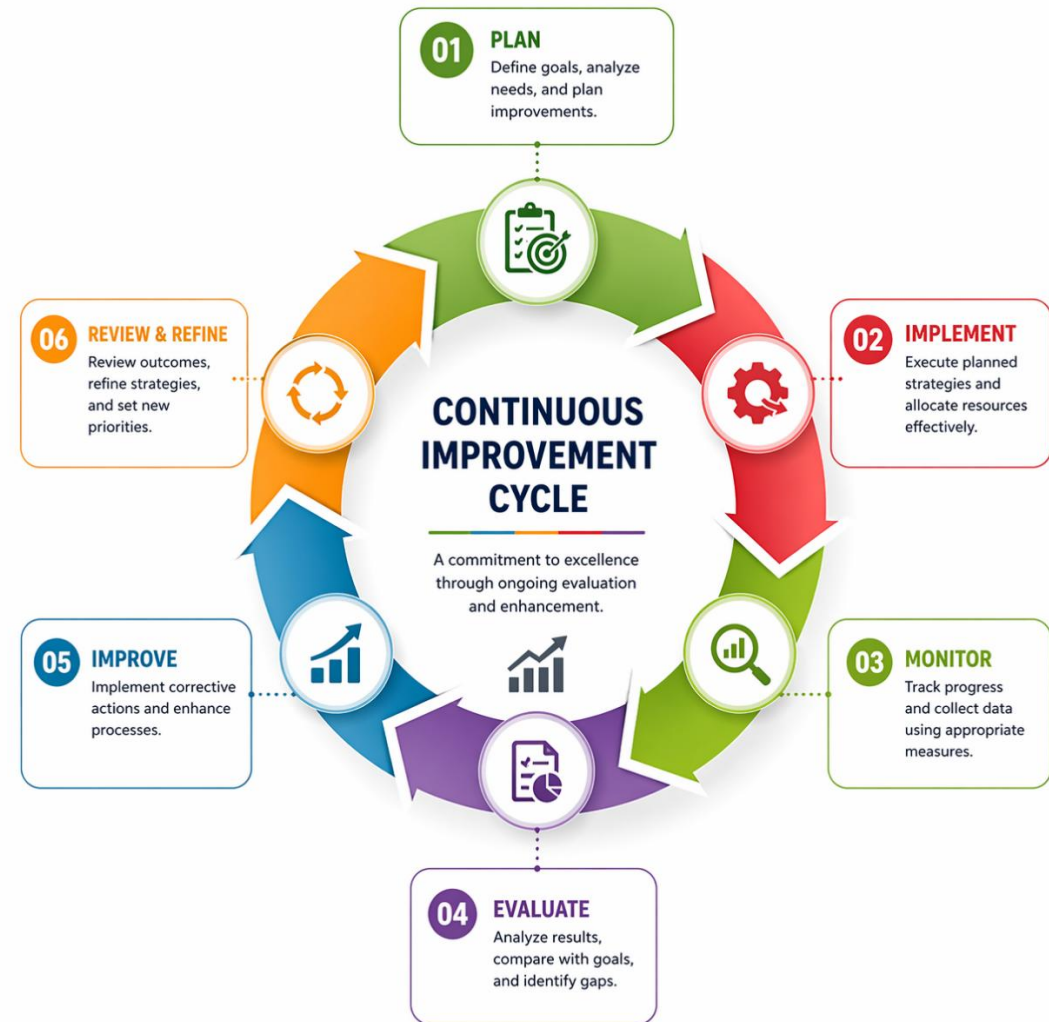 01
PLAN
Define goals, analyze
needs, and plan
improvements.
02
IMPLEMENT
Execute planned
strategies and
allocate resources
effectively.
03
MONITOR
Track progress
and collect data
using appropriate
measures.
04
EVALUATE
Analyze results,
compare with goals,
and identify gaps.
05
IMPROVE
Implement corrective
actions and enhance
processes.
06
REVIEW & REFINE
Review outcomes,
refine strategies,
and set new
priorities.
CONTINUOUS
IMPROVEMENT
CYCLE
A commitment to excellence
through ongoing evaluation
and enhancement.